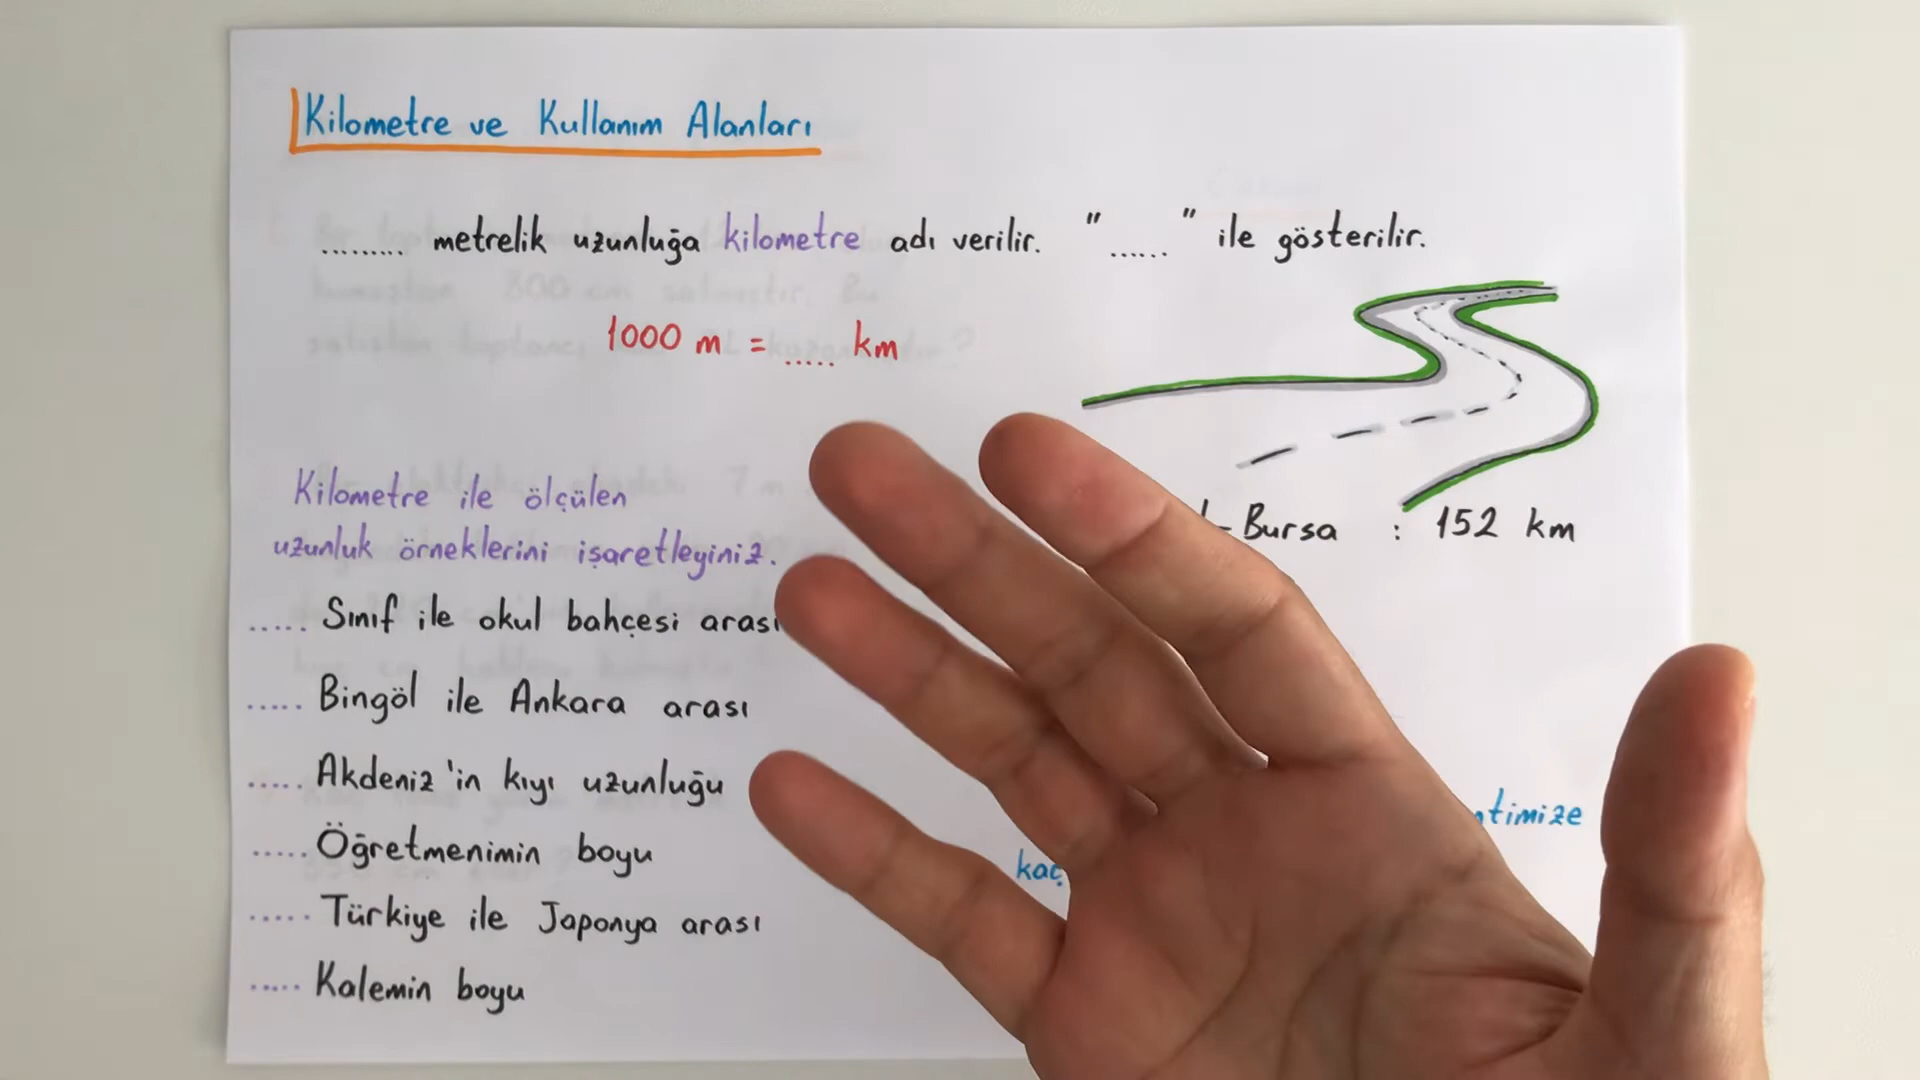 Kilometre ve Kullanım Alanları
......... metrelik uzunluğa kilometre adı verilir. "......" ile gösterilir.
1000 m = ..... km
Kilometre ile ölçülen
uzunluk örneklerini işaretleyiniz.
..... Sınıf ile okul bahçesi arası
..... Bingöl ile Ankara arası
..... Akdeniz'in kıyı uzunluğu
..... Öğretmenimin boyu
..... Türkiye ile Japonya arası
..... Kalemin boyu
-Bursa : 152 km
kaç